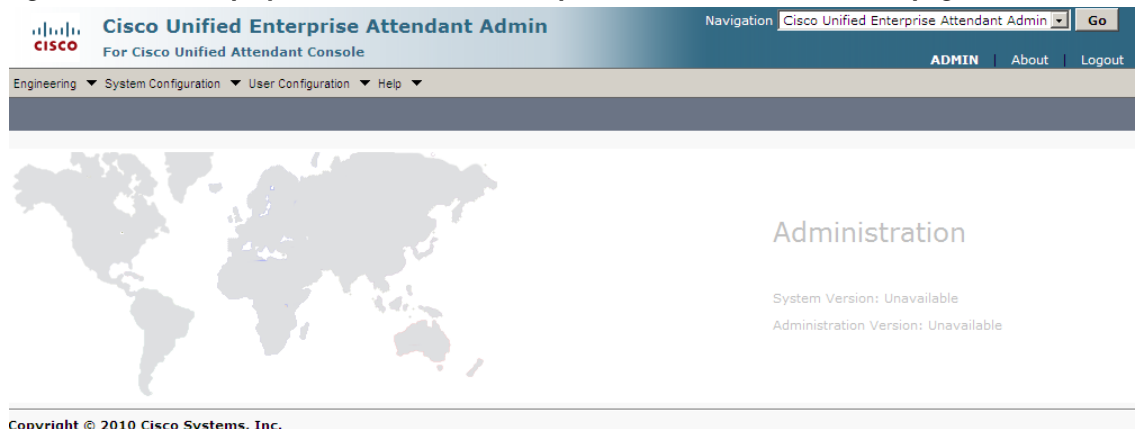 CISCO
Cisco Unified Enterprise Attendant Admin
For Cisco Unified Attendant Console
Navigation Cisco Unified Enterprise Attendant Admin Go
ADMIN | About | Logout
Engineering System Configuration User Configuration Help
Administration
System Version: Unavailable
Administration Version: Unavailable
Copyright © 2010 Cisco Systems, Inc.